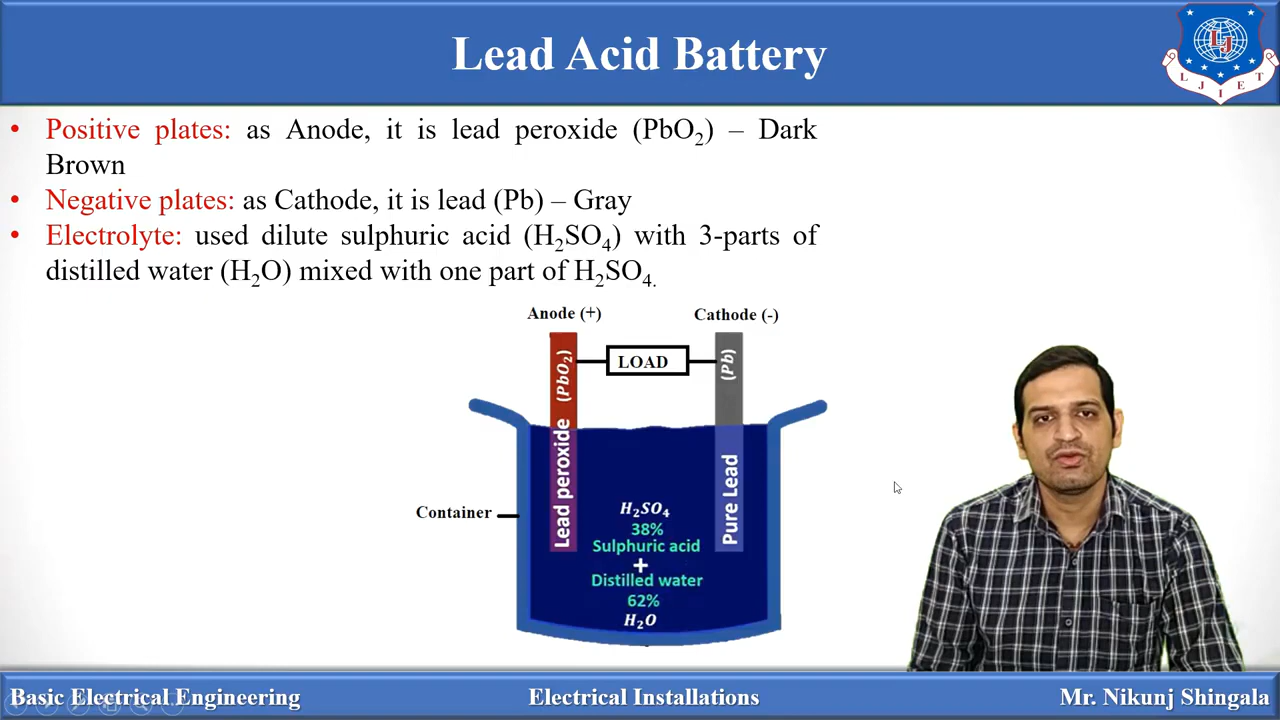 Lead Acid Battery
LJ
L J I E T
• Positive plates: as Anode, it is lead peroxide (PbO₂) – Dark
Brown
• Negative plates: as Cathode, it is lead (Pb) – Gray
• Electrolyte: used dilute sulphuric acid (H₂SO₄) with 3-parts of
distilled water (H₂O) mixed with one part of H₂SO₄.
Anode (+)
Cathode (-)
LOAD
Lead peroxide (PbO₂)
Pure Lead (Pb)
Container
H₂SO₄
38%
Sulphuric acid
+
Distilled water
62%
H₂O
Basic Electrical Engineering
Electrical Installations
Mr. Nikunj Shingala